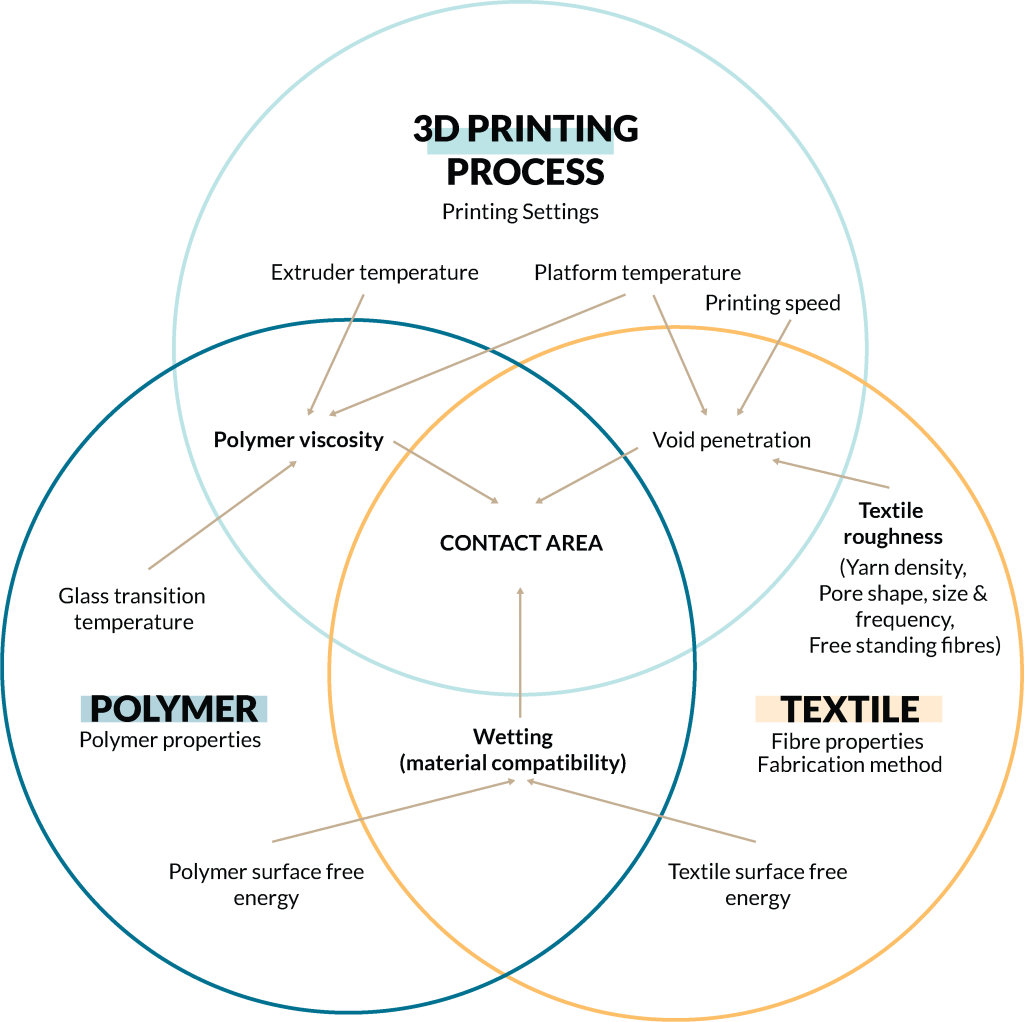 3D PRINTING
PROCESS
Printing Settings
Extruder temperature
Platform temperature
Printing speed
Polymer viscosity
Void penetration
Textile
roughness
(Yarn density,
Pore shape, size &
frequency,
Free standing fibres)
CONTACT AREA
Glass transition
temperature
POLYMER
Polymer properties
TEXTILE
Fibre properties
Fabrication method
Wetting
(material compatibility)
Polymer surface free
energy
Textile surface free
energy